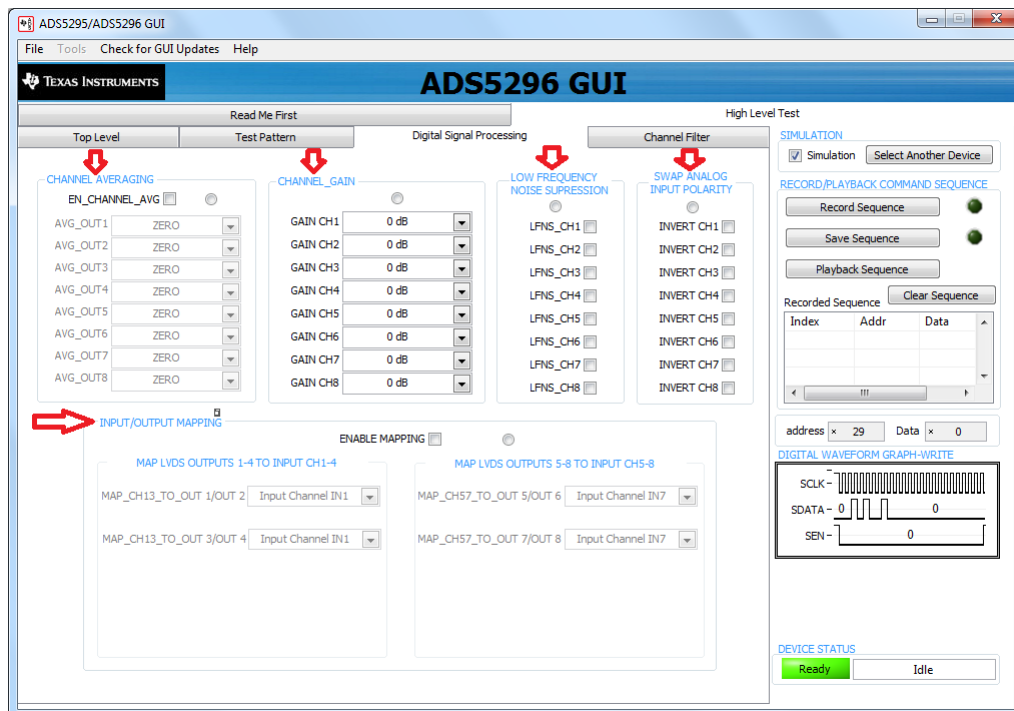 ADS5295/ADS5296 GUI
File Tools Check for GUI Updates Help
TEXAS INSTRUMENTS
ADS5296 GUI
Read Me First
High Level Test
Top Level
Test Pattern
Digital Signal Processing
Channel Filter
CHANNEL AVERAGING
EN_CHANNEL_AVG
AVG_OUT1 ZERO
AVG_OUT2 ZERO
AVG_OUT3 ZERO
AVG_OUT4 ZERO
AVG_OUT5 ZERO
AVG_OUT6 ZERO
AVG_OUT7 ZERO
AVG_OUT8 ZERO
CHANNEL_GAIN
GAIN CH1 0 dB
GAIN CH2 0 dB
GAIN CH3 0 dB
GAIN CH4 0 dB
GAIN CH5 0 dB
GAIN CH6 0 dB
GAIN CH7 0 dB
GAIN CH8 0 dB
LOW FREQUENCY
NOISE SUPRESSION
LFNS_CH1
LFNS_CH2
LFNS_CH3
LFNS_CH4
LFNS_CH5
LFNS_CH6
LFNS_CH7
LFNS_CH8
SWAP ANALOG
INPUT POLARITY
INVERT CH1
INVERT CH2
INVERT CH3
INVERT CH4
INVERT CH5
INVERT CH6
INVERT CH7
INVERT CH8
INPUT/OUTPUT MAPPING
ENABLE MAPPING
MAP LVDS OUTPUTS 1-4 TO INPUT CH1-4
MAP_CH13_TO_OUT 1/OUT 2 Input Channel IN1
MAP_CH13_TO_OUT 3/OUT 4 Input Channel IN1
MAP LVDS OUTPUTS 5-8 TO INPUT CH5-8
MAP_CH57_TO_OUT 5/OUT 6 Input Channel IN7
MAP_CH57_TO_OUT 7/OUT 8 Input Channel IN7
SIMULATION
Simulation Select Another Device
RECORD/PLAYBACK COMMAND SEQUENCE
Record Sequence
Save Sequence
Playback Sequence
Recorded Sequence Clear Sequence
Index Addr Data
address x 29 Data x 0
DIGITAL WAVEFORM GRAPH-WRITE
SCLK
SDATA 0 0
SEN 0
DEVICE STATUS
Ready Idle